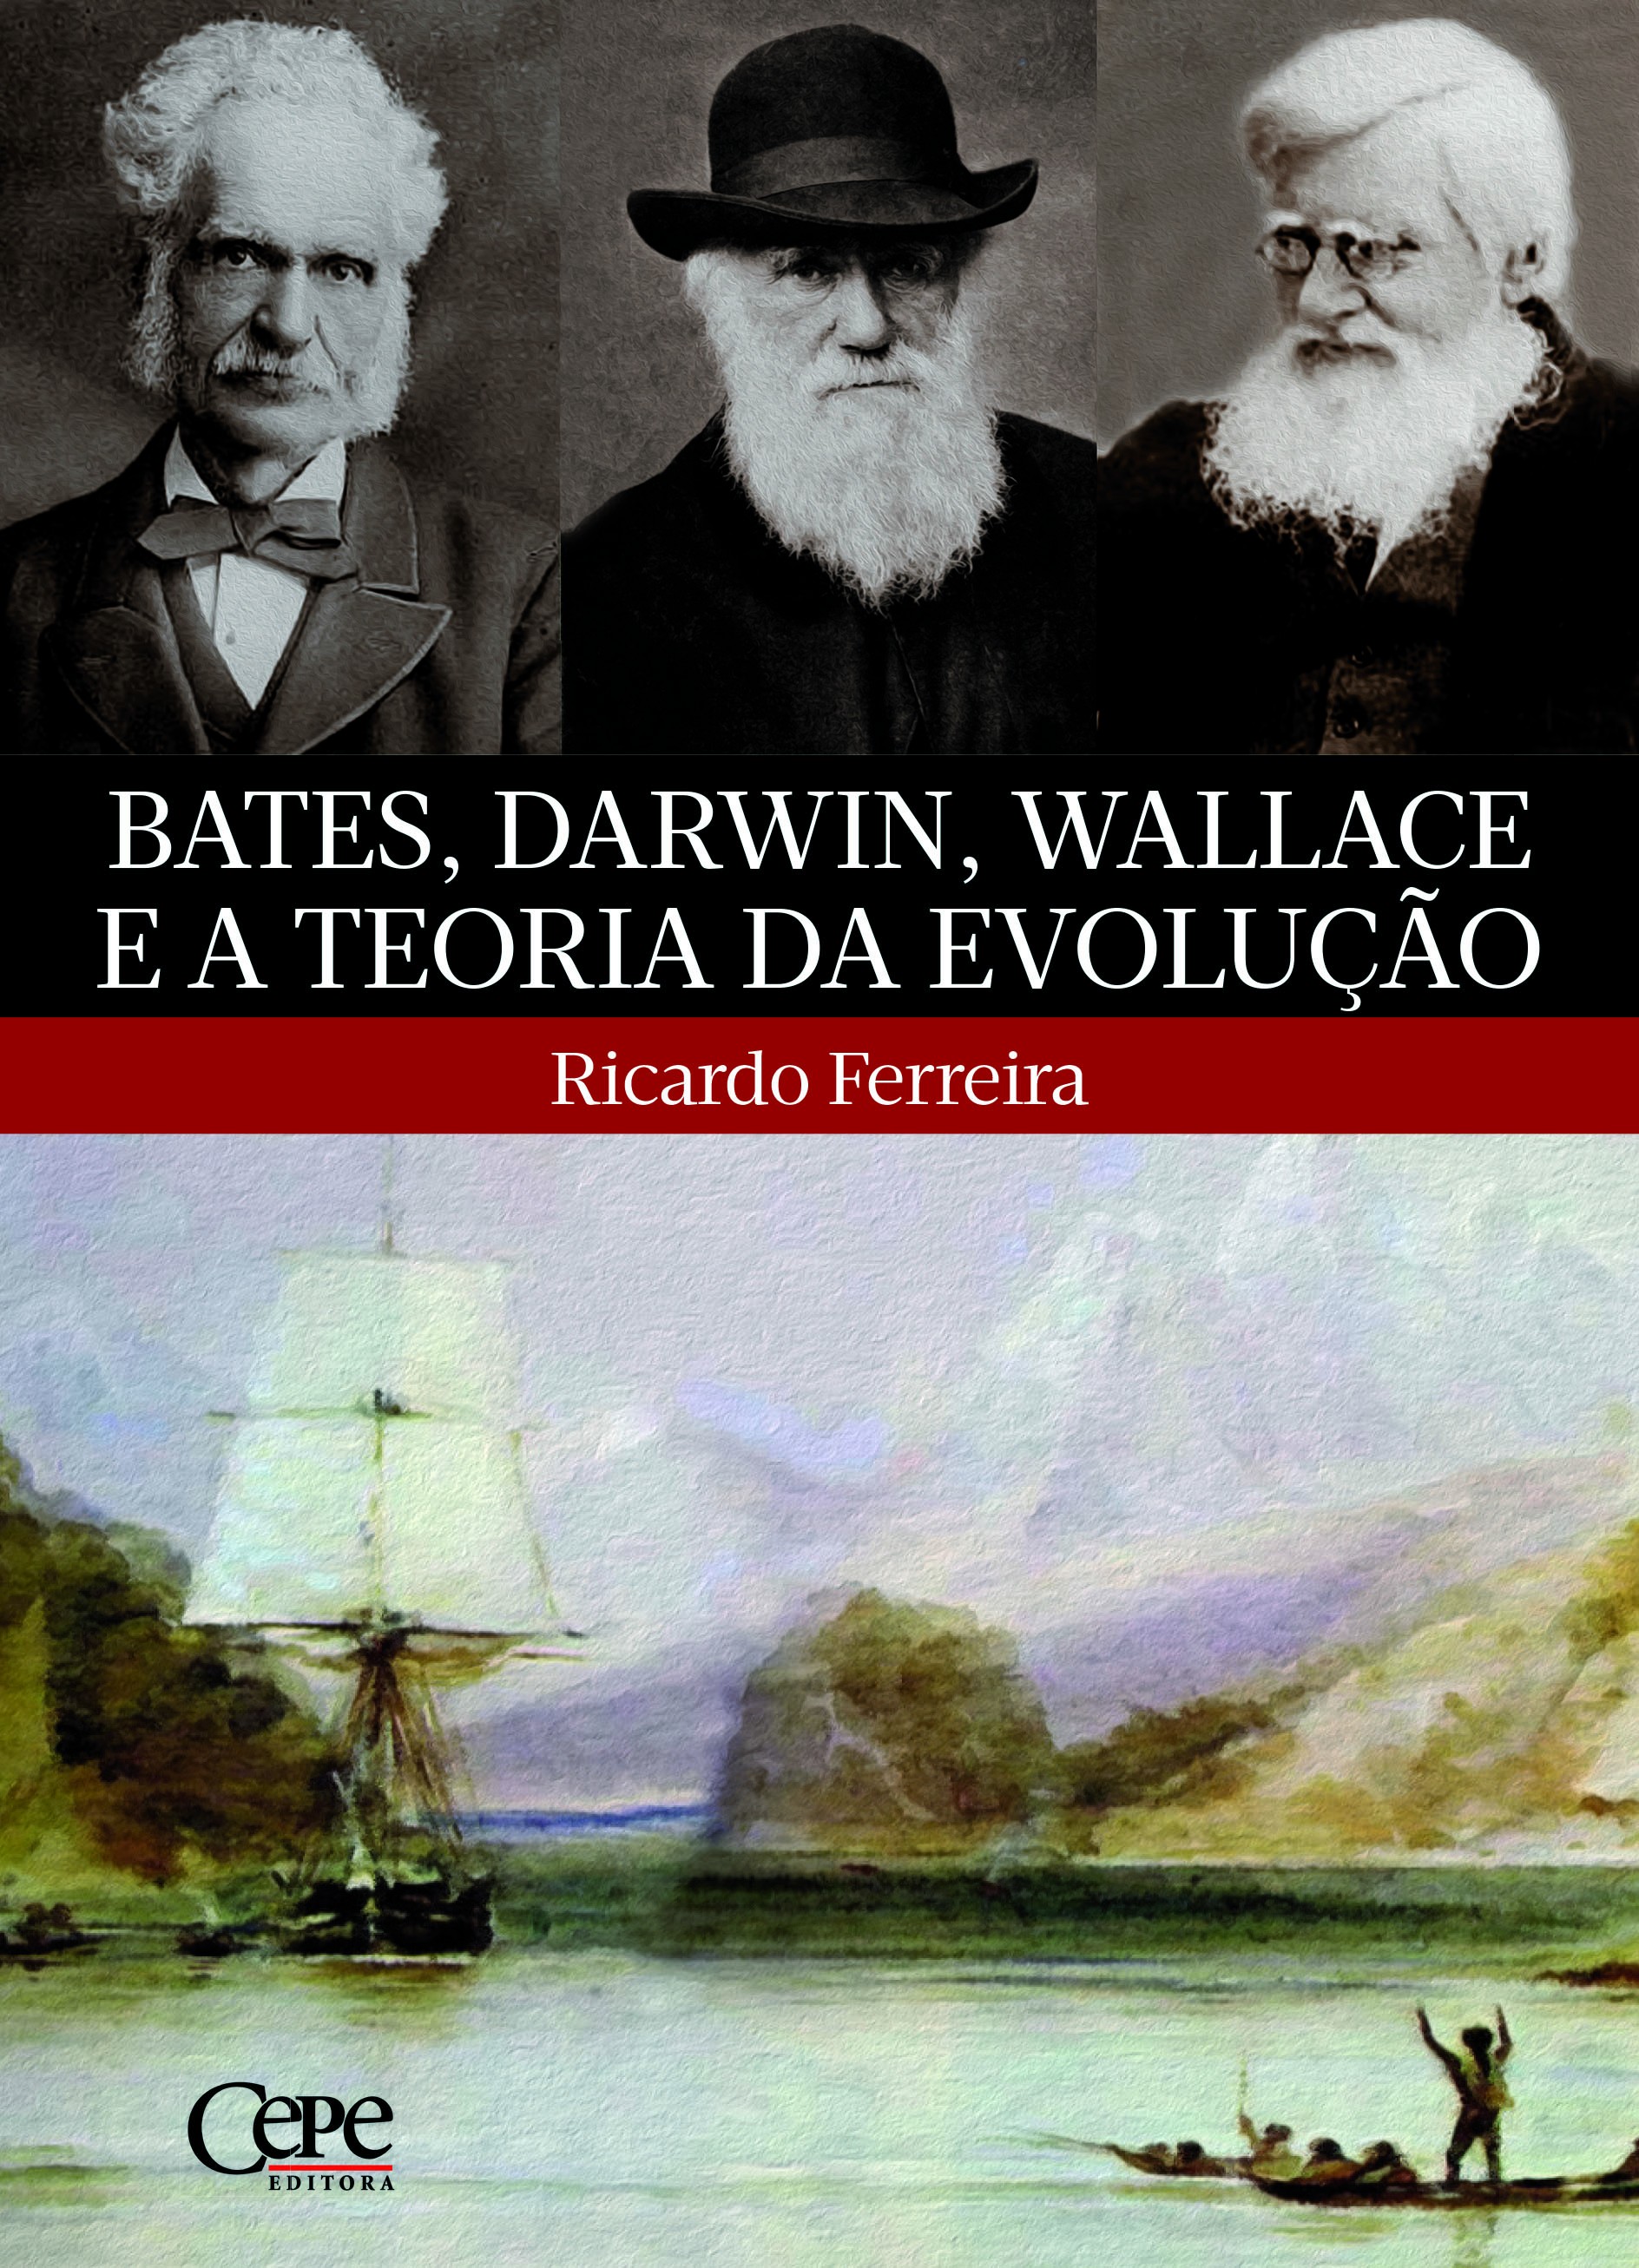 BATES, DARWIN, WALLACE
E A TEORIA DA EVOLUÇÃO
Ricardo Ferreira
Cepe
EDITORA